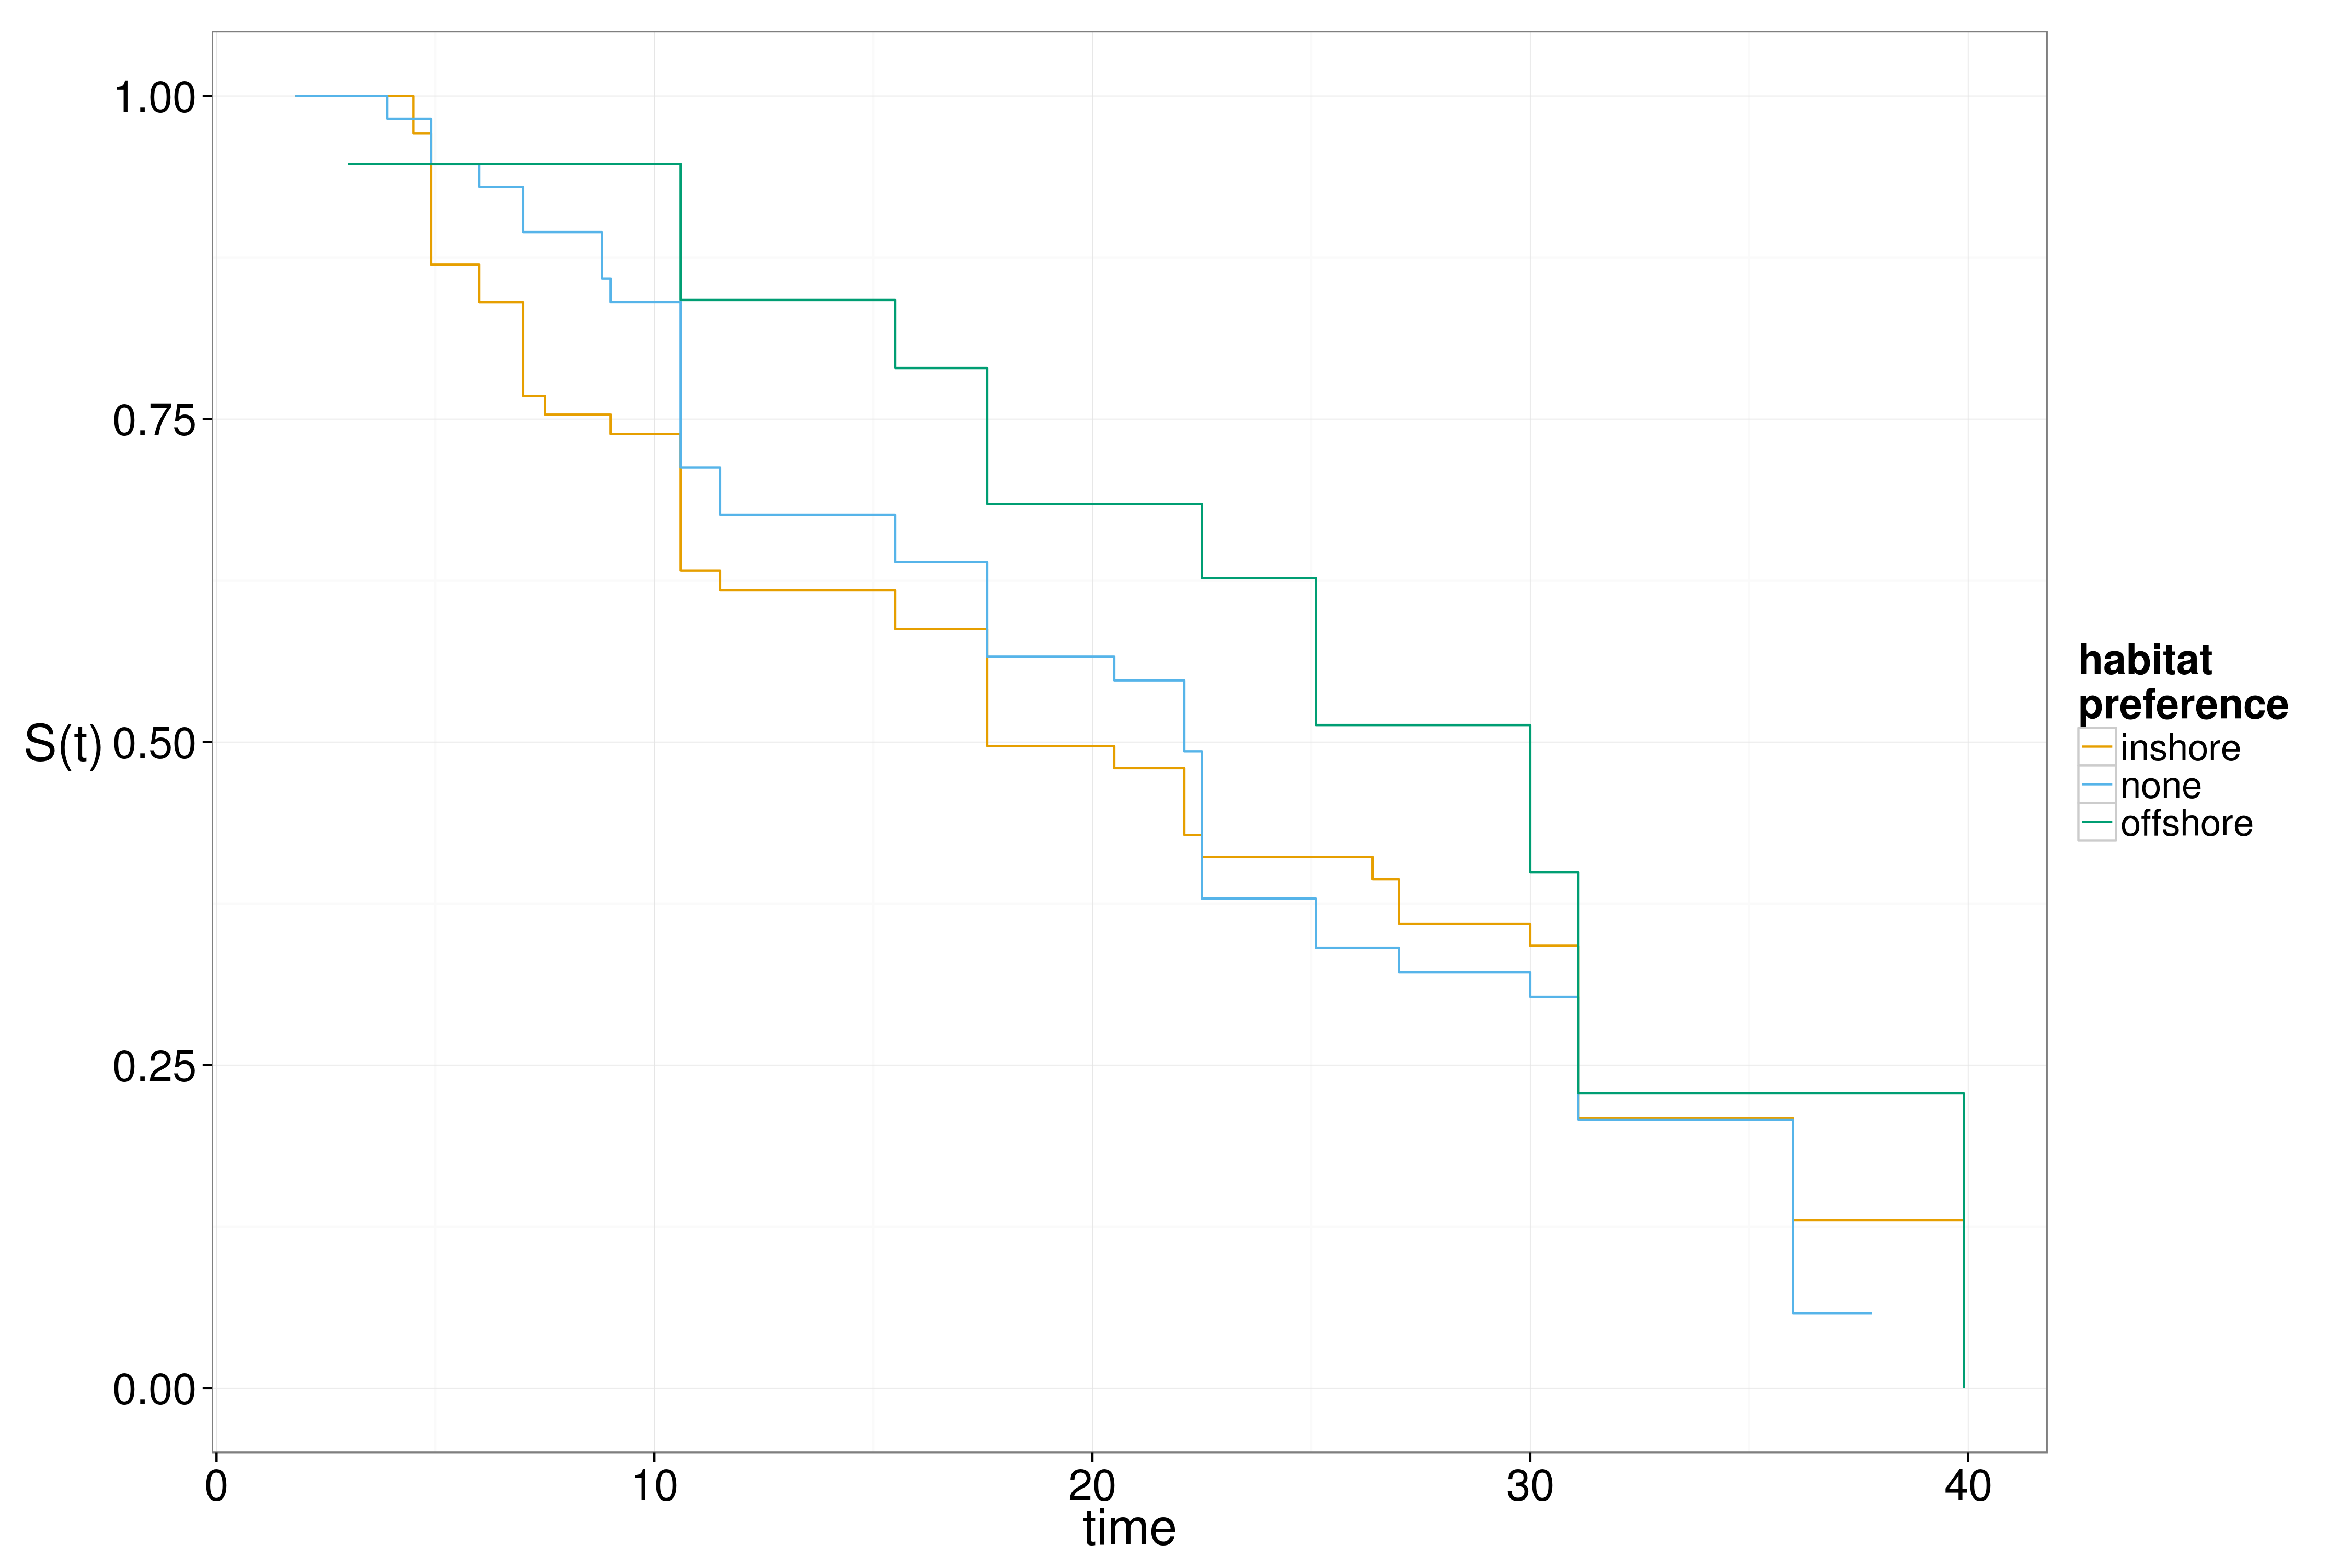 1.00
0.75
S(t) 0.50
0.25
0.00
0 10 20 30 40
time
habitat
preference
inshore
none
offshore